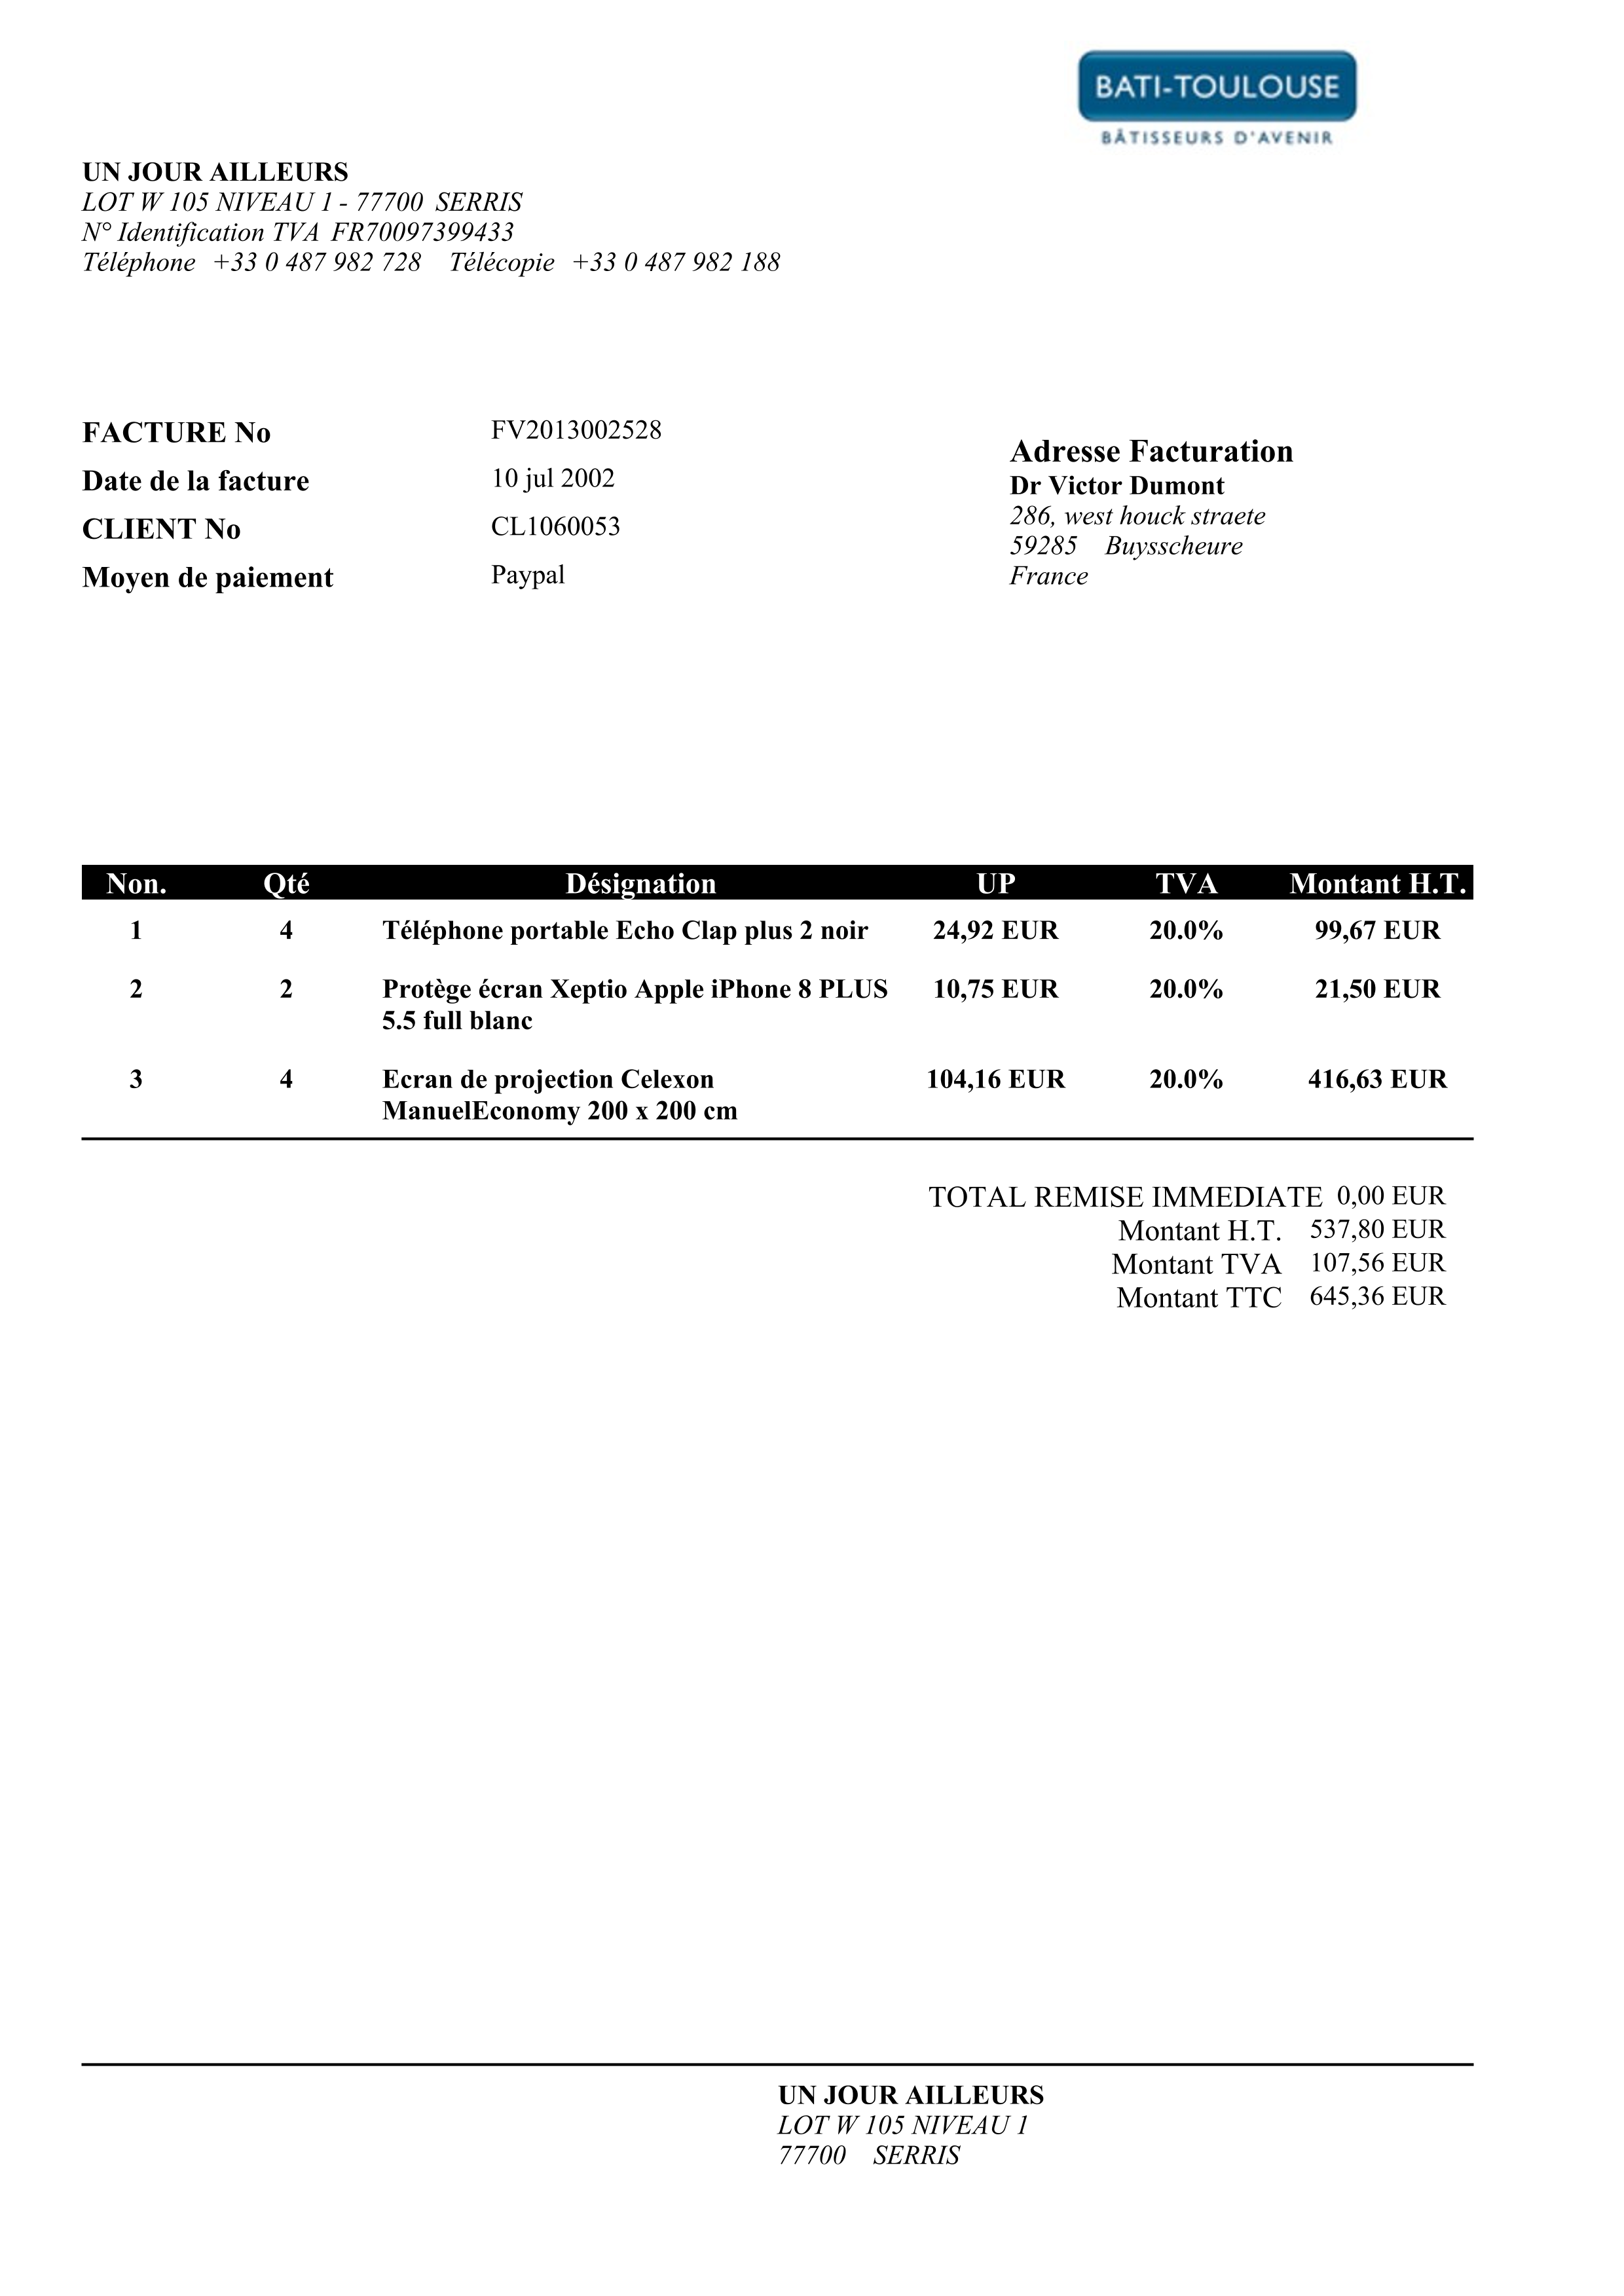 BATI-TOULOUSE
BÂTISSEURS D'AVENIR
UN JOUR AILLEURS
LOT W 105 NIVEAU 1 - 77700 SERRIS
N° Identification TVA FR70097399433
Téléphone +33 0 487 982 728 Télécopie +33 0 487 982 188
FACTURE No FV2013002528
Date de la facture 10 jul 2002
CLIENT No CL1060053
Moyen de paiement Paypal
Adresse Facturation
Dr Victor Dumont
286, west houck straete
59285 Buysscheure
France
Non. Qté Désignation UP TVA Montant H.T.
1 4 Téléphone portable Echo Clap plus 2 noir 24,92 EUR 20.0% 99,67 EUR
2 2 Protège écran Xeptio Apple iPhone 8 PLUS 10,75 EUR 20.0% 21,50 EUR
5.5 full blanc
3 4 Ecran de projection Celexon 104,16 EUR 20.0% 416,63 EUR
ManuelEconomy 200 x 200 cm
TOTAL REMISE IMMEDIATE 0,00 EUR
Montant H.T. 537,80 EUR
Montant TVA 107,56 EUR
Montant TTC 645,36 EUR
UN JOUR AILLEURS
LOT W 105 NIVEAU 1
77700 SERRIS